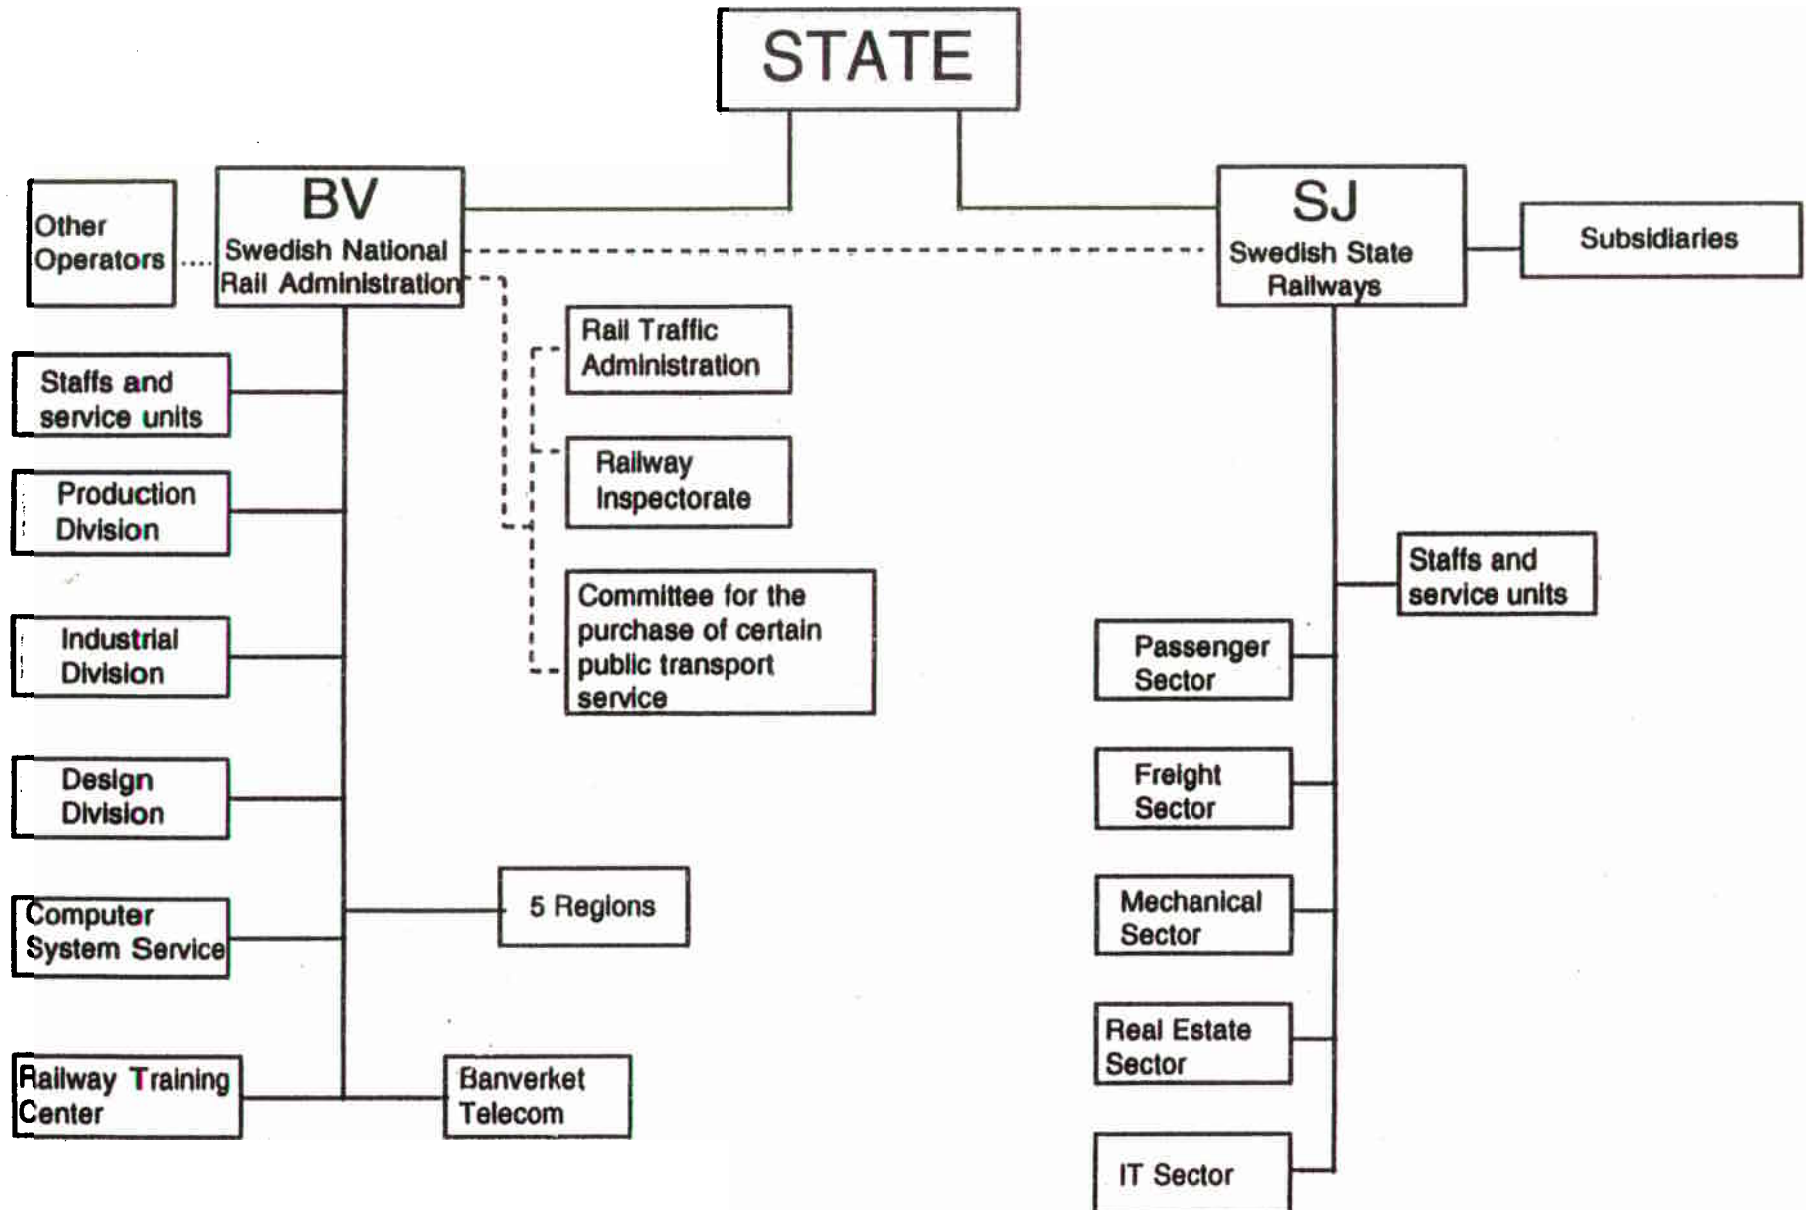 STATE
Other
Operators
BV
Swedish National
Rail Administration
SJ
Swedish State
Railways
Subsidiaries
Rail Traffic
Administration
Railway
Inspectorate
Committee for the
purchase of certain
public transport
service
Staffs and
service units
Production
Division
Industrial
Division
Design
Division
Computer
System Service
Railway Training
Center
5 Regions
Banverket
Telecom
Staffs and
service units
Passenger
Sector
Freight
Sector
Mechanical
Sector
Real Estate
Sector
IT Sector